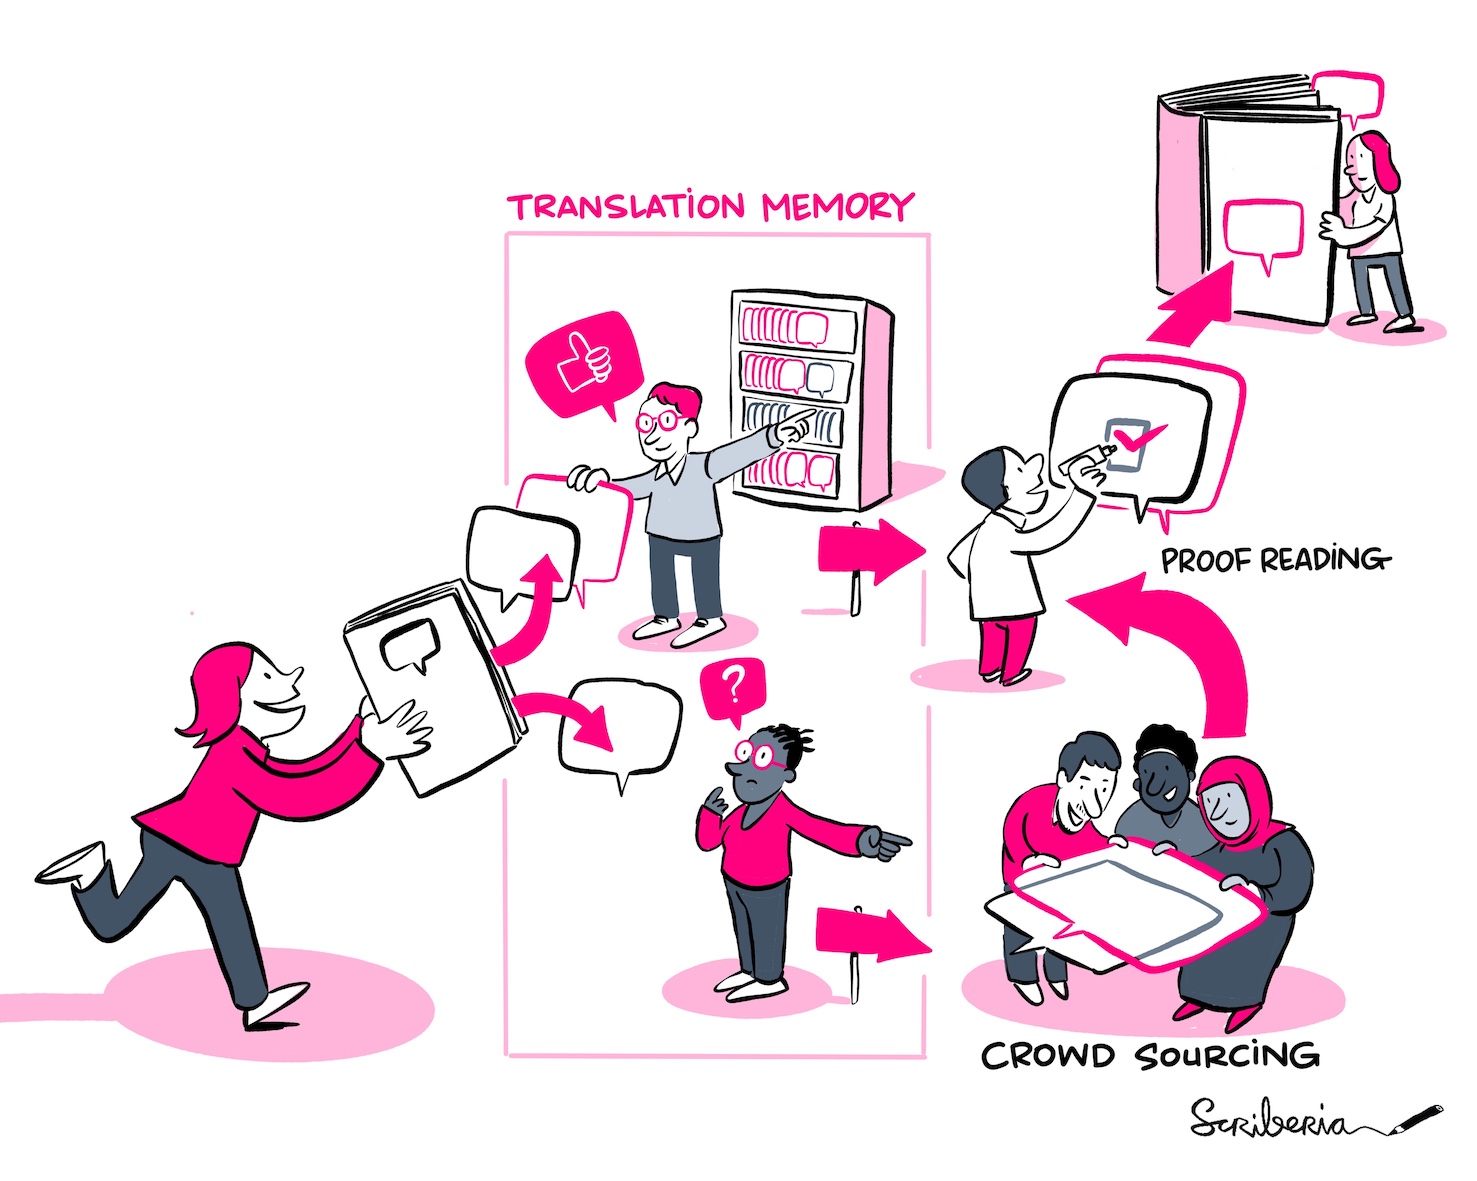 TRANSLATION MEMORY
?
PROOF READING
CROWD SOURCING
Scriberia